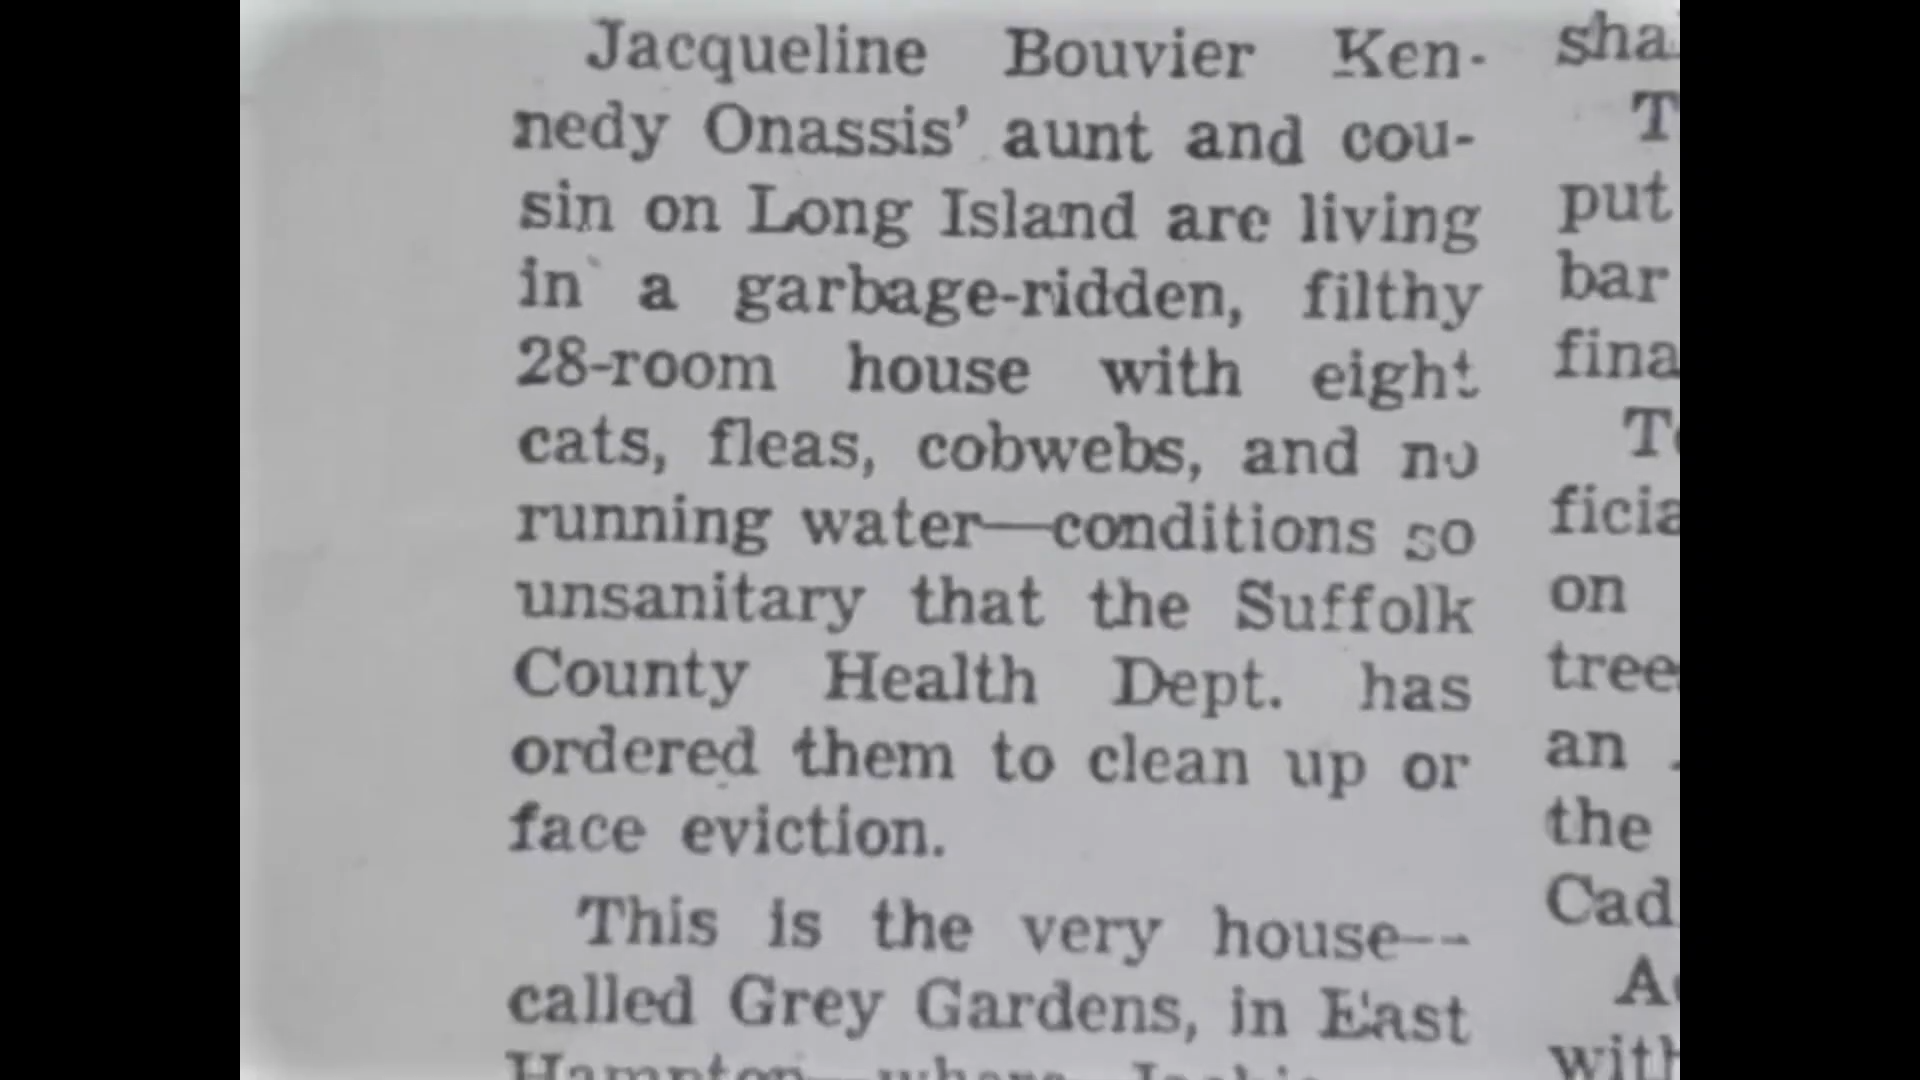 Jacqueline Bouvier Ken-
nedy Onassis' aunt and cou-
sin on Long Island are living
in a garbage-ridden, filthy
28-room house with eight
cats, fleas, cobwebs, and no
running water—conditions so
unsanitary that the Suffolk
County Health Dept. has
ordered them to clean up or
face eviction.
This is the very house--
called Grey Gardens, in East
sha
T
put
bar
fina
ficia
on
tree
an
the
Cad
with